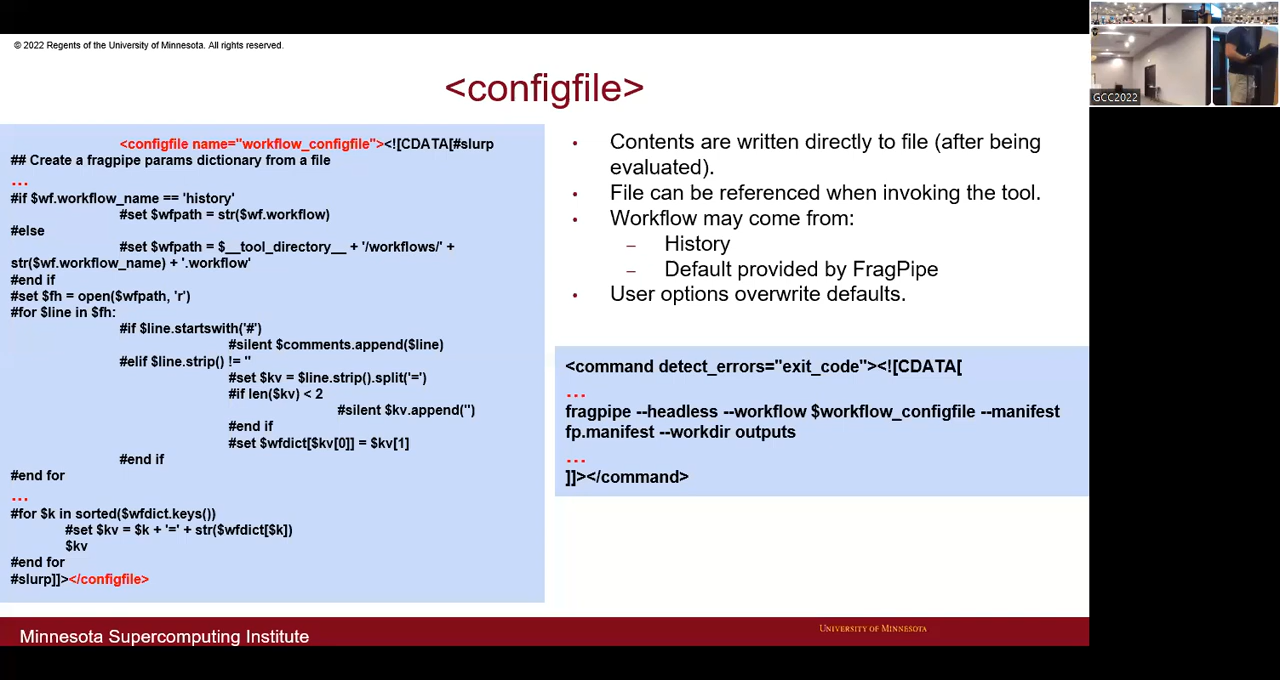 © 2022 Regents of the University of Minnesota. All rights reserved.
<configfile>
<configfile name="workflow_configfile"><![CDATA[#slurp
## Create a fragpipe params dictionary from a file
...
#if $wf.workflow_name == 'history'
#set $wfpath = str($wf.workflow)
#else
#set $wfpath = $__tool_directory__ + '/workflows/' +
str($wf.workflow_name) + '.workflow'
#end if
#set $fh = open($wfpath, 'r')
#for $line in $fh:
#if $line.startswith('#')
#silent $comments.append($line)
#elif $line.strip() != ''
#set $kv = $line.strip().split('=')
#if len($kv) < 2
#silent $kv.append('')
#end if
#set $wfdict[$kv[0]] = $kv[1]
#end if
#end for
...
#for $k in sorted($wfdict.keys())
#set $kv = $k + '=' + str($wfdict[$k])
$kv
#end for
#slurp]]></configfile>
• Contents are written directly to file (after being
evaluated).
• File can be referenced when invoking the tool.
• Workflow may come from:
– History
– Default provided by FragPipe
• User options overwrite defaults.
<command detect_errors="exit_code"><![CDATA[
...
fragpipe --headless --workflow $workflow_configfile --manifest
fp.manifest --workdir outputs
...
]]></command>
Minnesota Supercomputing Institute
UNIVERSITY OF MINNESOTA
GCC2022